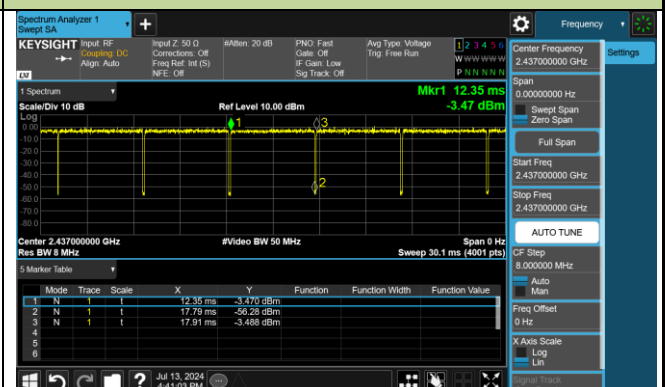 Spectrum Analyzer 1
Swept SA
+
Frequency
KEYSIGHT
Input: RF
Coupling: DC
Align: Auto
Input Z: 50 Ω
Corrections: Off
Freq Ref: Int (S)
NFE: Off
#Atten: 20 dB
PNO: Fast
Gate: Off
IF Gain: Low
Sig Track: Off
Avg Type: Voltage
Trig: Free Run
1 2 3 4 5 6
W W W W W W
P N N N N N
LXI
Center Frequency
2.437000000 GHz
Settings
Span
0.00000000 Hz
Swept Span
Zero Span
Full Span
Start Freq
2.437000000 GHz
Stop Freq
2.437000000 GHz
AUTO TUNE
CF Step
8.000000 MHz
Auto
Man
Freq Offset
0 Hz
X Axis Scale
Log
Lin
Signal Track
1 Spectrum
Scale/Div 10 dB
Ref Level 10.00 dBm
Mkr1 12.35 ms
-3.47 dBm
Log
0.00
-10.0
-20.0
-30.0
-40.0
-50.0
-60.0
-70.0
-80.0
1
3
2
Center 2.437000000 GHz
Res BW 8 MHz
#Video BW 50 MHz
Span 0 Hz
Sweep 30.1 ms (4001 pts)
5 Marker Table
Mode Trace Scale X Y Function Function Width Function Value
1 N 1 t 12.35 ms -3.470 dBm
2 N 1 t 17.79 ms -56.28 dBm
3 N 1 t 17.91 ms -3.488 dBm
4
5
6
?
Jul 13, 2024
4:41:03 PM